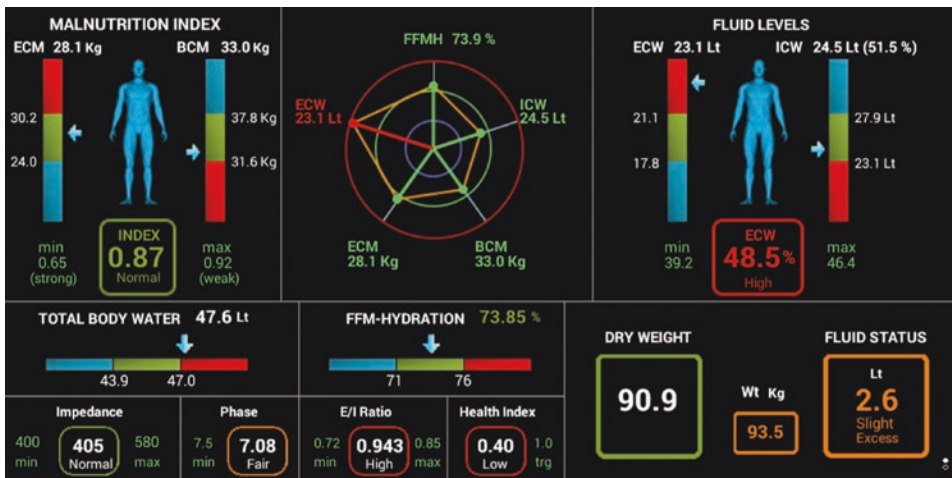 MALNUTRITION INDEX
ECM 28.1 Kg
BCM 33.0 Kg
30.2
24.0
37.8 Kg
31.6 Kg
min
0.65
(strong)
INDEX
0.87
Normal
max
0.92
(weak)
FFMH 73.9 %
ECW
23.1 Lt
ICW
24.5 Lt
ECM
28.1 Kg
BCM
33.0 Kg
FLUID LEVELS
ECW 23.1 Lt
ICW 24.5 Lt (51.5 %)
21.1
17.8
27.9 Lt
23.1 Lt
min
39.2
ECW
48.5%
High
max
46.4
TOTAL BODY WATER 47.6 Lt
43.9
47.0
FFM-HYDRATION 73.85 %
71
76
Impedance
400
min
405
Normal
580
max
Phase
7.5
min
7.08
Fair
E/I Ratio
0.72
min
0.943
High
0.85
max
Health Index
0.40
Low
1.0
trg
DRY WEIGHT
90.9
Wt Kg
93.5
FLUID STATUS
Lt
2.6
Slight
Excess